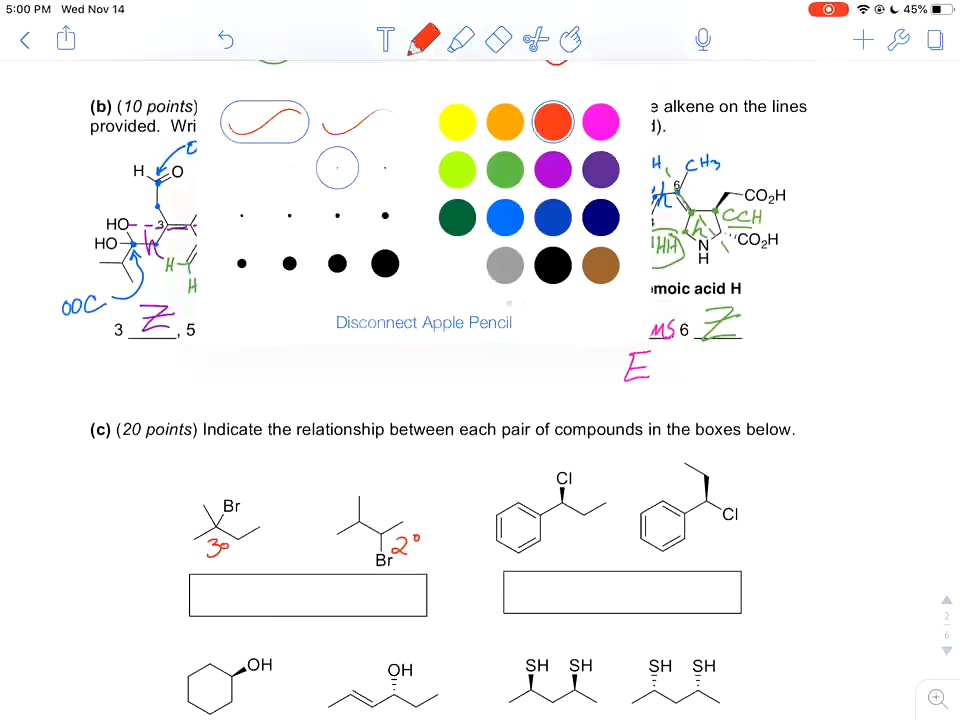 5:00 PM Wed Nov 14
45%
T
(b) (10 points)
e alkene on the lines
provided. Wri
d).
H
O
HO
3
HO
h
H
H
OOC
3 Z , 5
Disconnect Apple Pencil
H,
6
CH3
CO2H
CCH
h
HH
N
H
CO2H
omoic acid H
ms, 6 Z
E
(c) (20 points) Indicate the relationship between each pair of compounds in the boxes below.
Br
3°
Br
2°
Cl
Cl
OH
OH
SH SH
SH SH
2
6